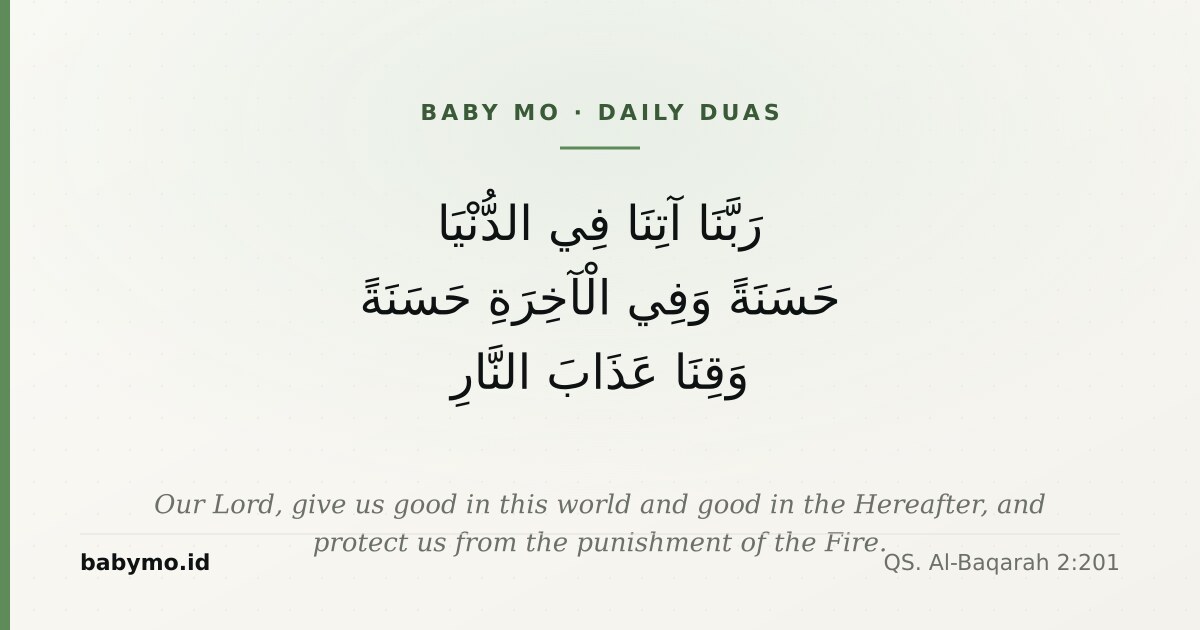 BABY MO · DAILY DUAS
رَبَّنَا آتِنَا فِي الدُّنْيَا
حَسَنَةً وَفِي الْآخِرَةِ حَسَنَةً
وَقِنَا عَذَابَ النَّارِ
Our Lord, give us good in this world and good in the Hereafter, and
protect us from the punishment of the Fire.
babymo.id
QS. Al-Baqarah 2:201